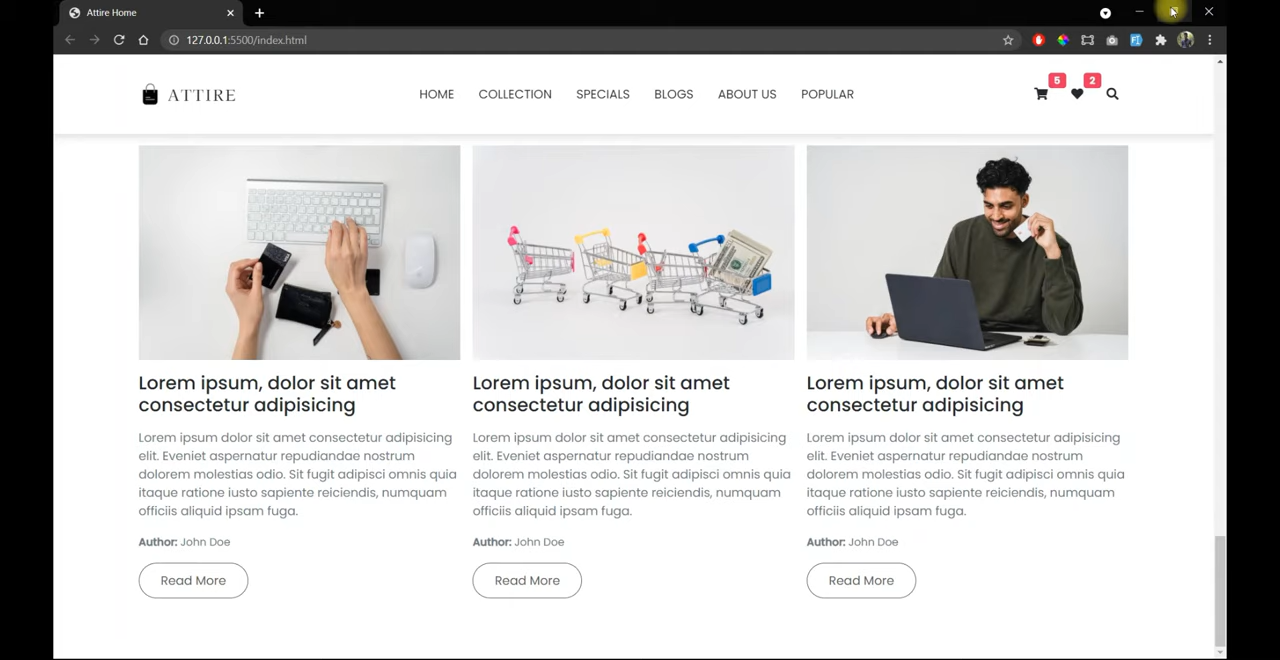 Attire Home
127.0.0.1:5500/index.html
ATTIRE
HOME
COLLECTION
SPECIALS
BLOGS
ABOUT US
POPULAR
5
2
Lorem ipsum, dolor sit amet
consectetur adipisicing
Lorem ipsum dolor sit amet consectetur adipisicing
elit. Eveniet aspernatur repudiandae nostrum
dolorem molestias odio. Sit fugit adipisci omnis quia
itaque ratione iusto sapiente reiciendis, numquam
officiis aliquid ipsam fuga.
Author: John Doe
Read More
Lorem ipsum, dolor sit amet
consectetur adipisicing
Lorem ipsum dolor sit amet consectetur adipisicing
elit. Eveniet aspernatur repudiandae nostrum
dolorem molestias odio. Sit fugit adipisci omnis quia
itaque ratione iusto sapiente reiciendis, numquam
officiis aliquid ipsam fuga.
Author: John Doe
Read More
Lorem ipsum, dolor sit amet
consectetur adipisicing
Lorem ipsum dolor sit amet consectetur adipisicing
elit. Eveniet aspernatur repudiandae nostrum
dolorem molestias odio. Sit fugit adipisci omnis quia
itaque ratione iusto sapiente reiciendis, numquam
officiis aliquid ipsam fuga.
Author: John Doe
Read More